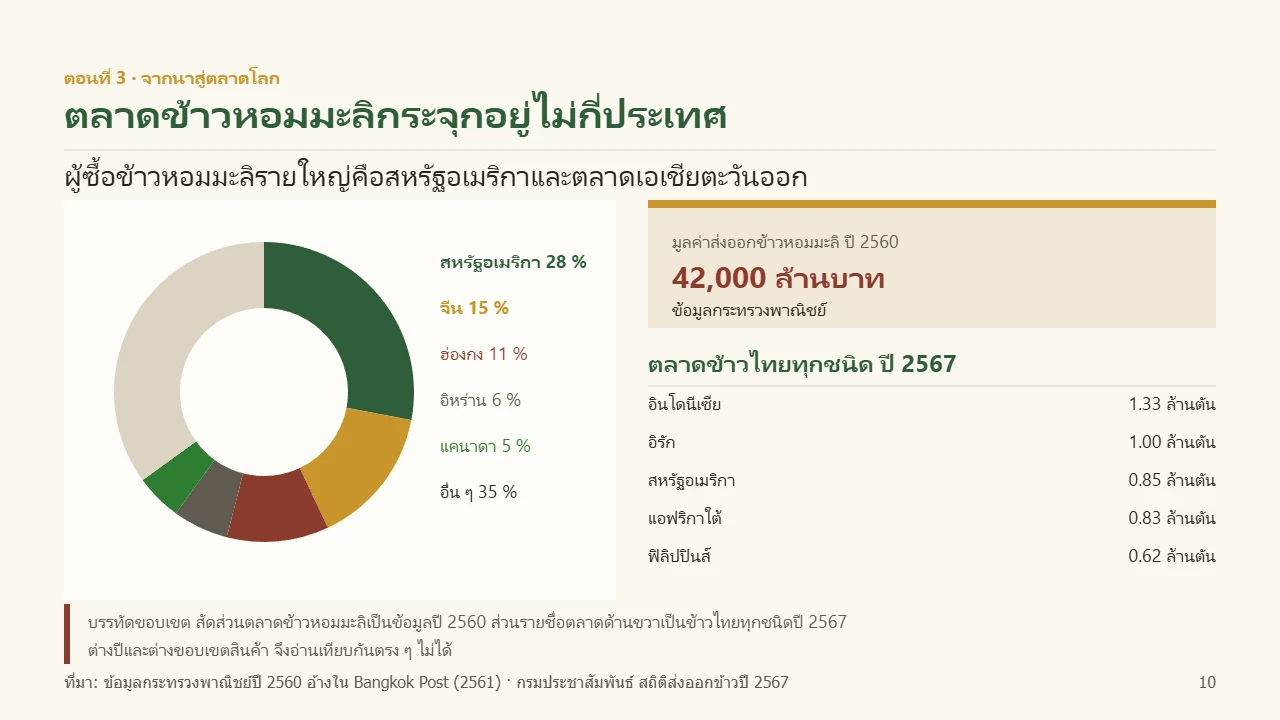 ตอนที่ 3 · จากนาสู่ตลาดโลก
ตลาดข้าวหอมมะลิกระจุกอยู่ไม่กี่ประเทศ
ผู้ซื้อข้าวหอมมะลิรายใหญ่คือสหรัฐอเมริกาและตลาดเอเชียตะวันออก
สหรัฐอเมริกา 28 %
จีน 15 %
ฮ่องกง 11 %
อิหร่าน 6 %
แคนาดา 5 %
อื่น ๆ 35 %
มูลค่าส่งออกข้าวหอมมะลิ ปี 2560
42,000 ล้านบาท
ข้อมูลกระทรวงพาณิชย์
ตลาดข้าวไทยทุกชนิด ปี 2567
อินโดนีเซีย 1.33 ล้านตัน
อิรัก 1.00 ล้านตัน
สหรัฐอเมริกา 0.85 ล้านตัน
แอฟริกาใต้ 0.83 ล้านตัน
ฟิลิปปินส์ 0.62 ล้านตัน
บรรทัดขอบเขต สัดส่วนตลาดข้าวหอมมะลิเป็นข้อมูลปี 2560 ส่วนรายชื่อตลาดด้านขวาเป็นข้าวไทยทุกชนิดปี 2567
ต่างปีและต่างขอบเขตสินค้า จึงอ่านเทียบกันตรง ๆ ไม่ได้
ที่มา: ข้อมูลกระทรวงพาณิชย์ปี 2560 อ้างใน Bangkok Post (2561) · กรมประชาสัมพันธ์ สถิติส่งออกข้าวปี 2567
10